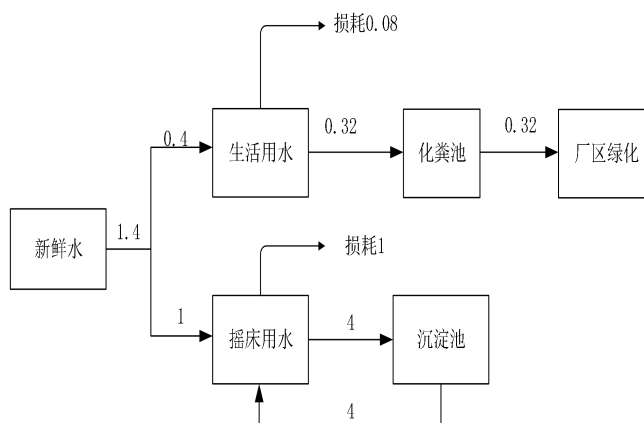 损耗0.08
0.4
生活用水
0.32
化粪池
0.32
厂区绿化
新鲜水
1.4
损耗1
1
摇床用水
4
沉淀池
4